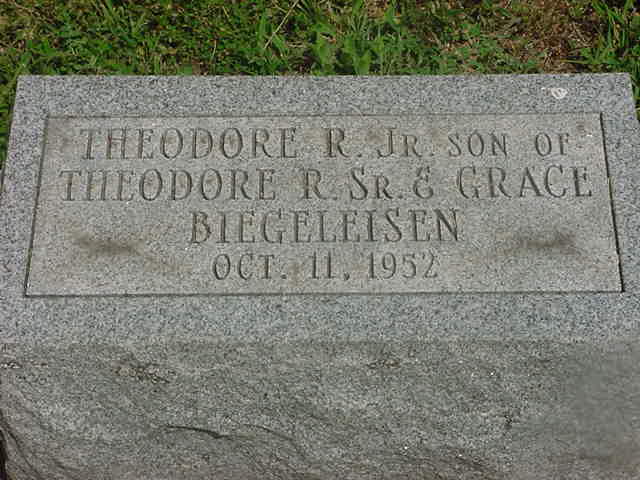 THEODORE R. JR. SON OF
THEODORE R. SR. & GRACE
BIEGELEISEN
OCT. 11, 1952